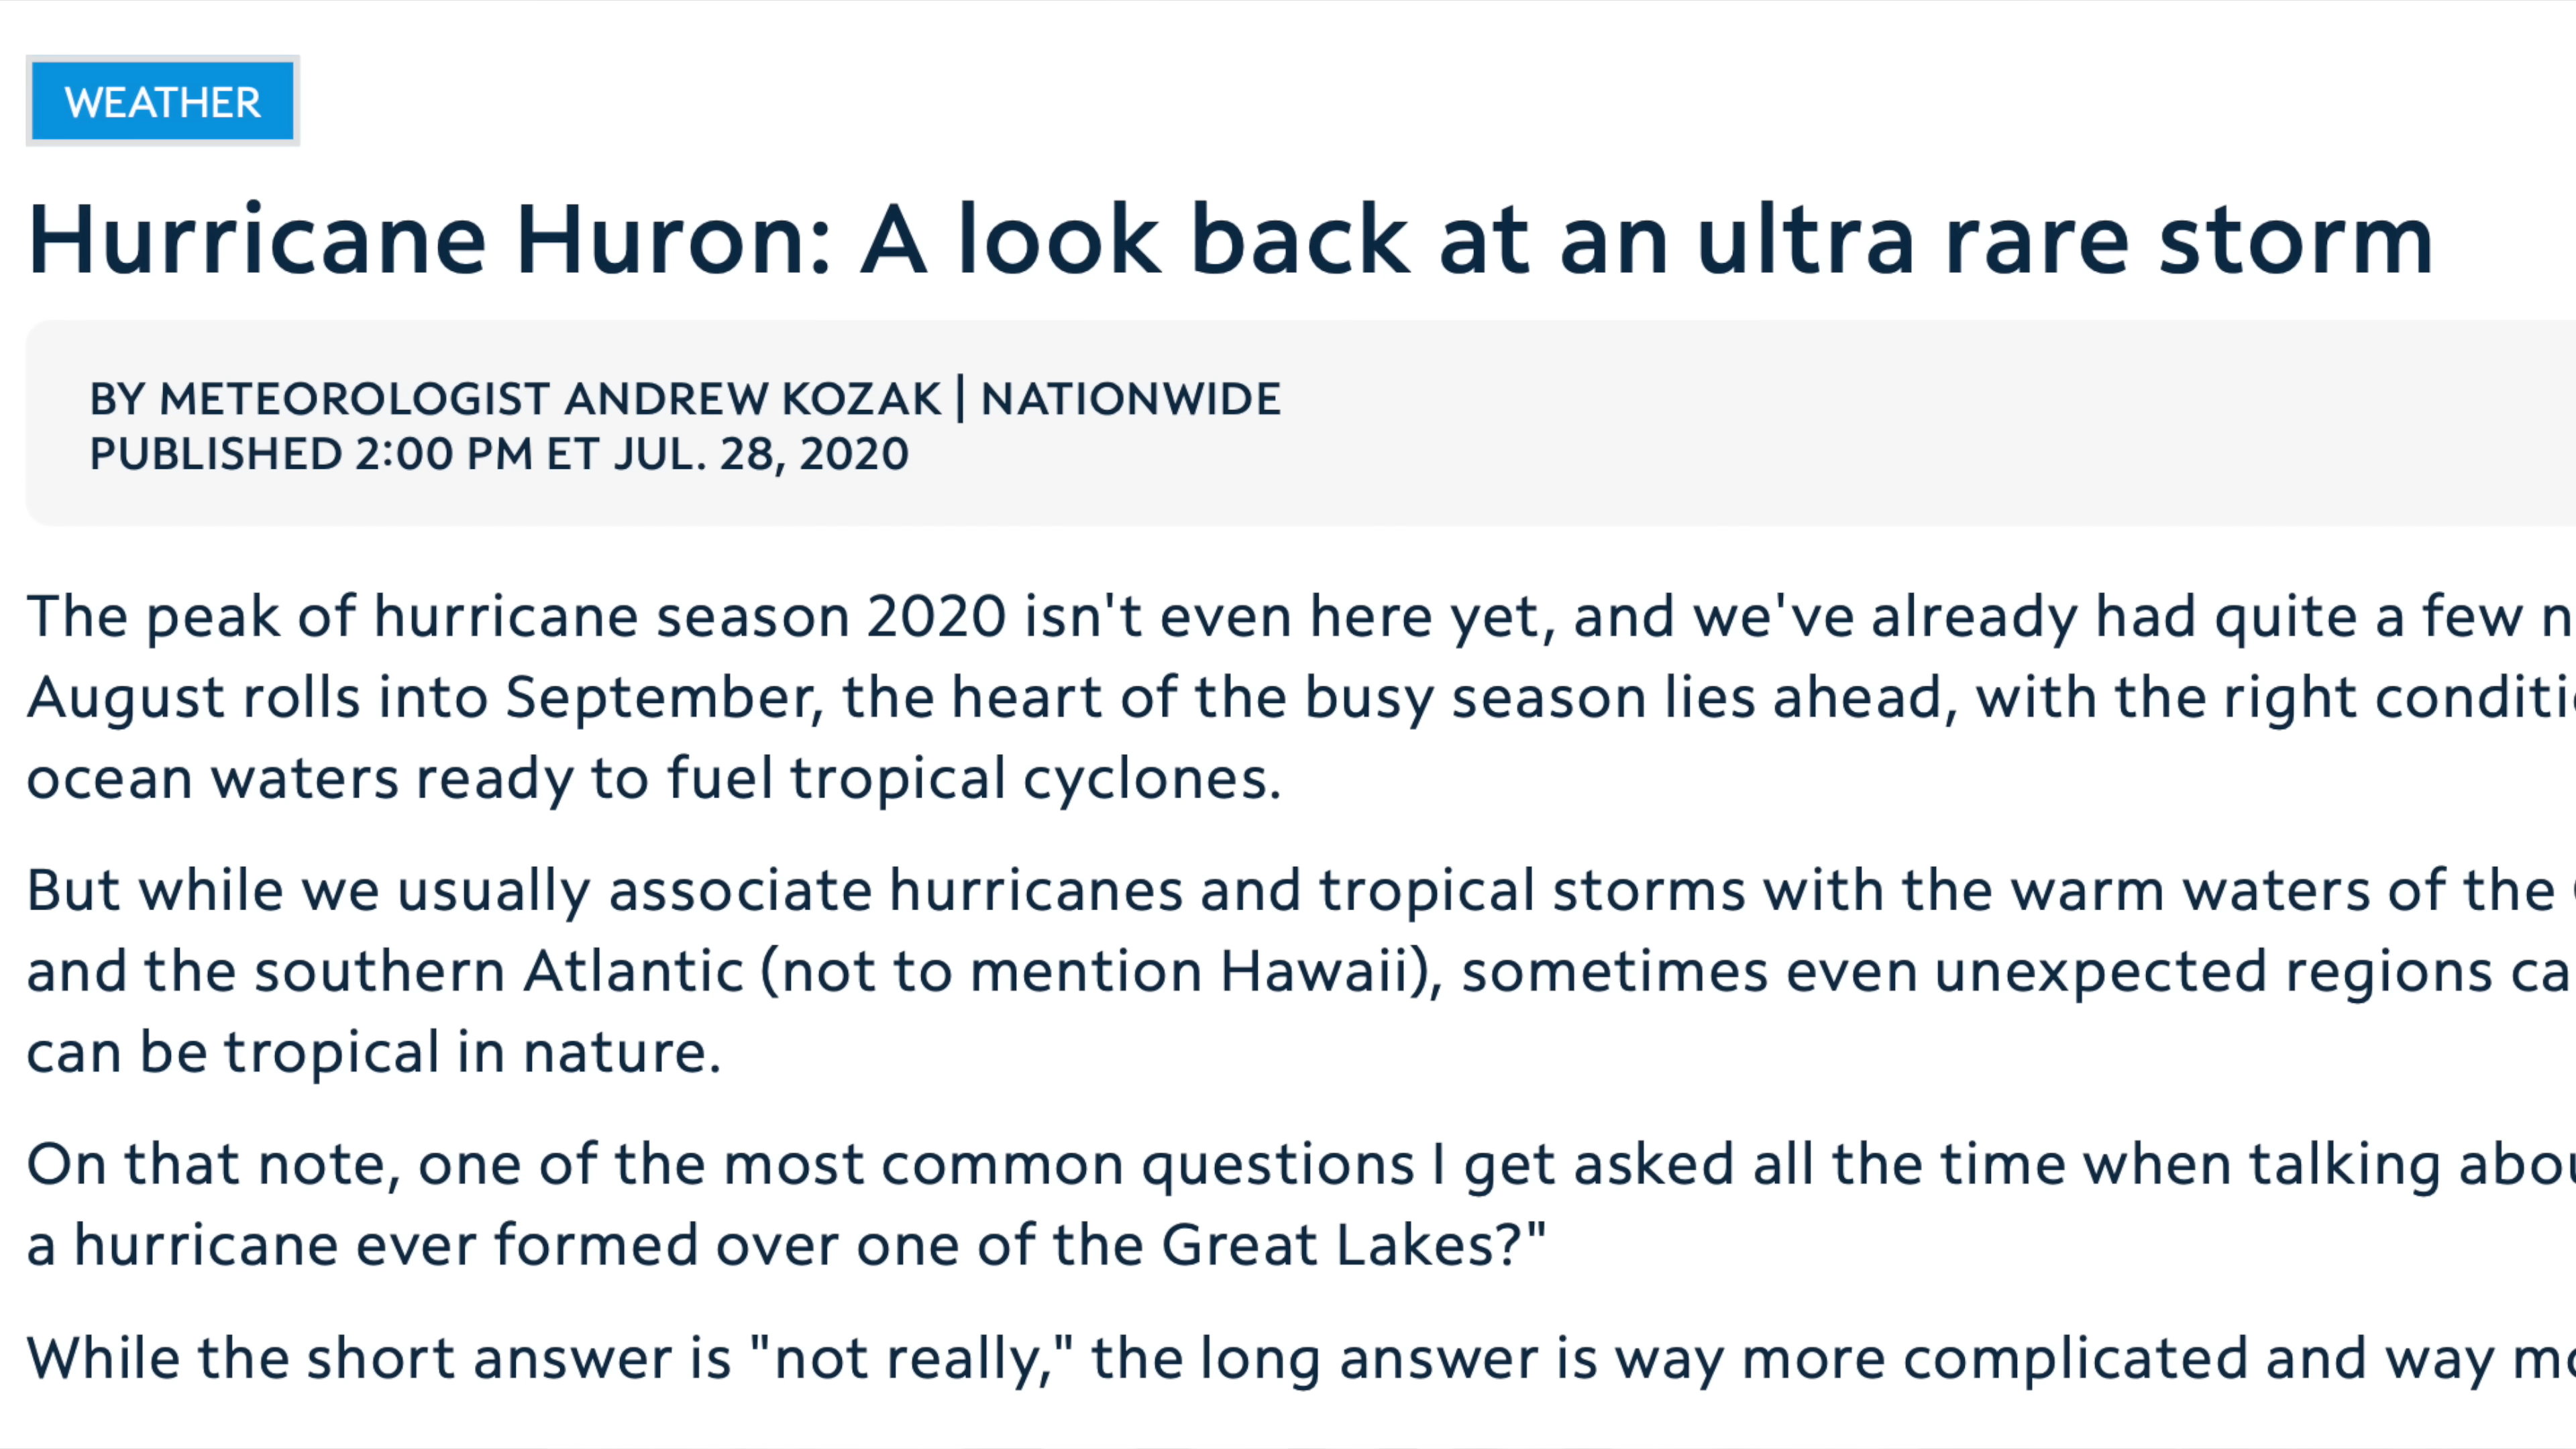 WEATHER
Hurricane Huron: A look back at an ultra rare storm
BY METEOROLOGIST ANDREW KOZAK | NATIONWIDE
PUBLISHED 2:00 PM ET JUL. 28, 2020
The peak of hurricane season 2020 isn't even here yet, and we've already had quite a few
August rolls into September, the heart of the busy season lies ahead, with the right
ocean waters ready to fuel tropical cyclones.
But while we usually associate hurricanes and tropical storms with the warm waters of the
and the southern Atlantic (not to mention Hawaii), sometimes even unexpected regions
can be tropical in nature.
On that note, one of the most common questions I get asked all the time when talking
a hurricane ever formed over one of the Great Lakes?"
While the short answer is "not really," the long answer is way more complicated and way